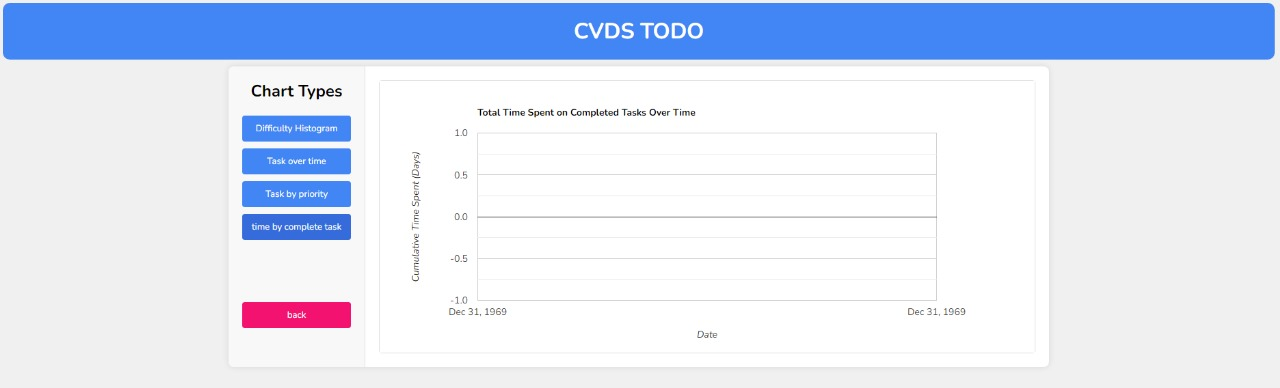 CVDS TODO
Chart Types
Difficulty Histogram
Task over time
Task by priority
time by complete task
back
Total Time Spent on Completed Tasks Over Time
Cumulative Time Spent (Days)
1.0
0.5
0.0
-0.5
-1.0
Dec 31, 1969
Dec 31, 1969
Date